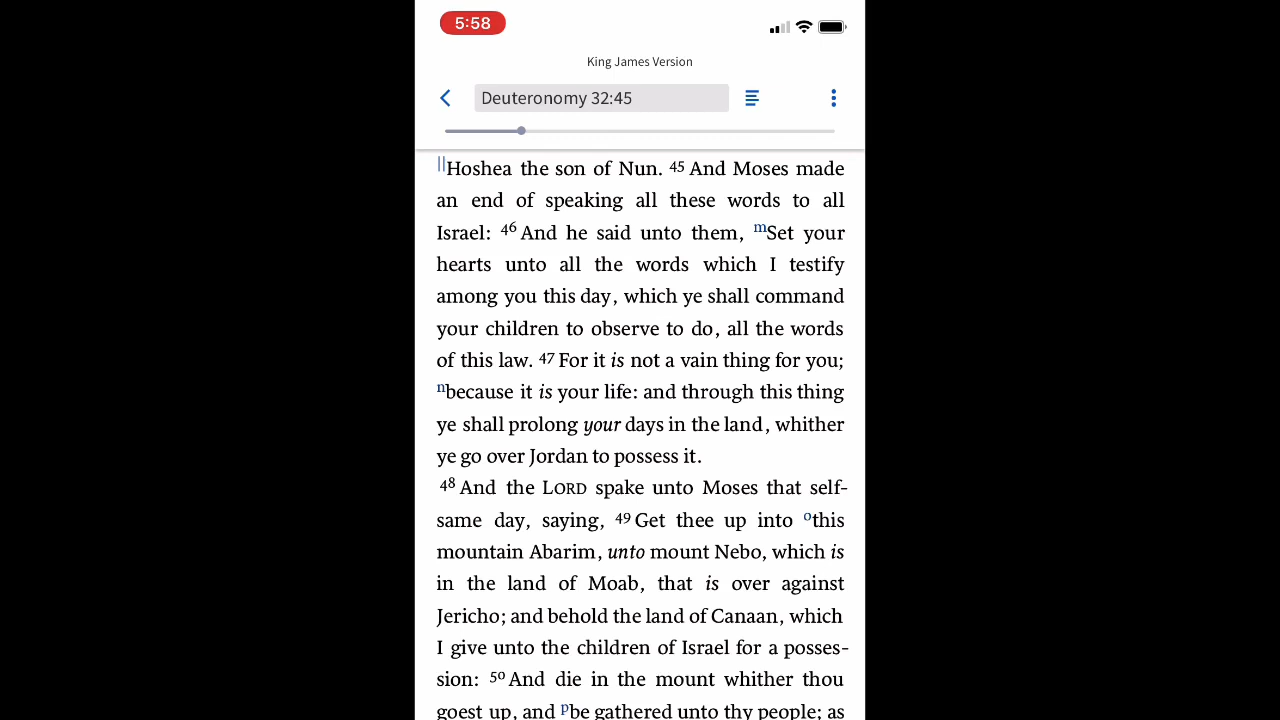 5:58
King James Version
Deuteronomy 32:45
||Hoshea the son of Nun. 45 And Moses made
an end of speaking all these words to all
Israel: 46 And he said unto them, mSet your
hearts unto all the words which I testify
among you this day, which ye shall command
your children to observe to do, all the words
of this law. 47 For it is not a vain thing for you;
nbecause it is your life: and through this thing
ye shall prolong your days in the land, whither
ye go over Jordan to possess it.
48 And the LORD spake unto Moses that self-
same day, saying, 49 Get thee up into othis
mountain Abarim, unto mount Nebo, which is
in the land of Moab, that is over against
Jericho; and behold the land of Canaan, which
I give unto the children of Israel for a posses-
sion: 50 And die in the mount whither thou
goest up, and pbe gathered unto thy people; as